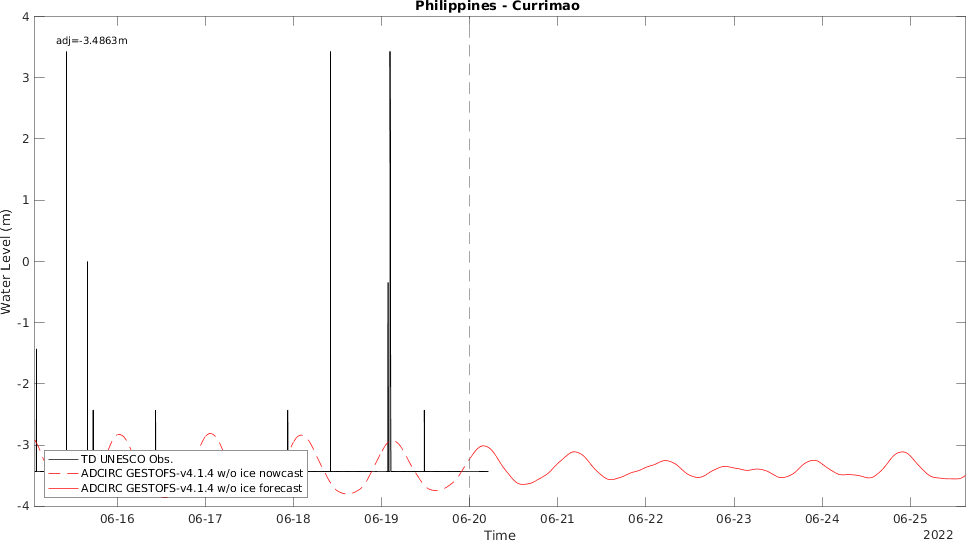 Philippines - Currimao
adj=-3.4863m
4
3
2
1
0
-1
-2
-3
-4
Water Level (m)
TD UNESCO Obs.
ADCIRC GESTOFS-v4.1.4 w/o ice nowcast
ADCIRC GESTOFS-v4.1.4 w/o ice forecast
06-16 06-17 06-18 06-19 06-20 06-21 06-22 06-23 06-24 06-25
Time
2022